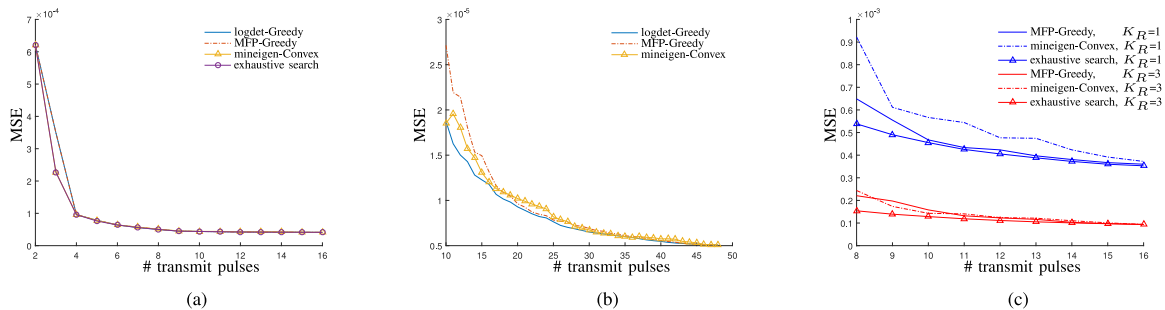 ×10⁻⁴
7
6
5
4
3
2
1
0
MSE
2 4 6 8 10 12 14 16
# transmit pulses
logdet-Greedy
MFP-Greedy
mineigen-Convex
exhaustive search
(a)
×10⁻⁵
3
2.5
2
1.5
1
0.5
MSE
10 15 20 25 30 35 40 45 50
# transmit pulses
logdet-Greedy
MFP-Greedy
mineigen-Convex
(b)
×10⁻³
1
0.9
0.8
0.7
0.6
0.5
0.4
0.3
0.2
0.1
0
MSE
8 9 10 11 12 13 14 15 16
# transmit pulses
MFP-Greedy, K_R=1
mineigen-Convex, K_R=1
exhaustive search, K_R=1
MFP-Greedy, K_R=3
mineigen-Convex, K_R=3
exhaustive search, K_R=3
(c)